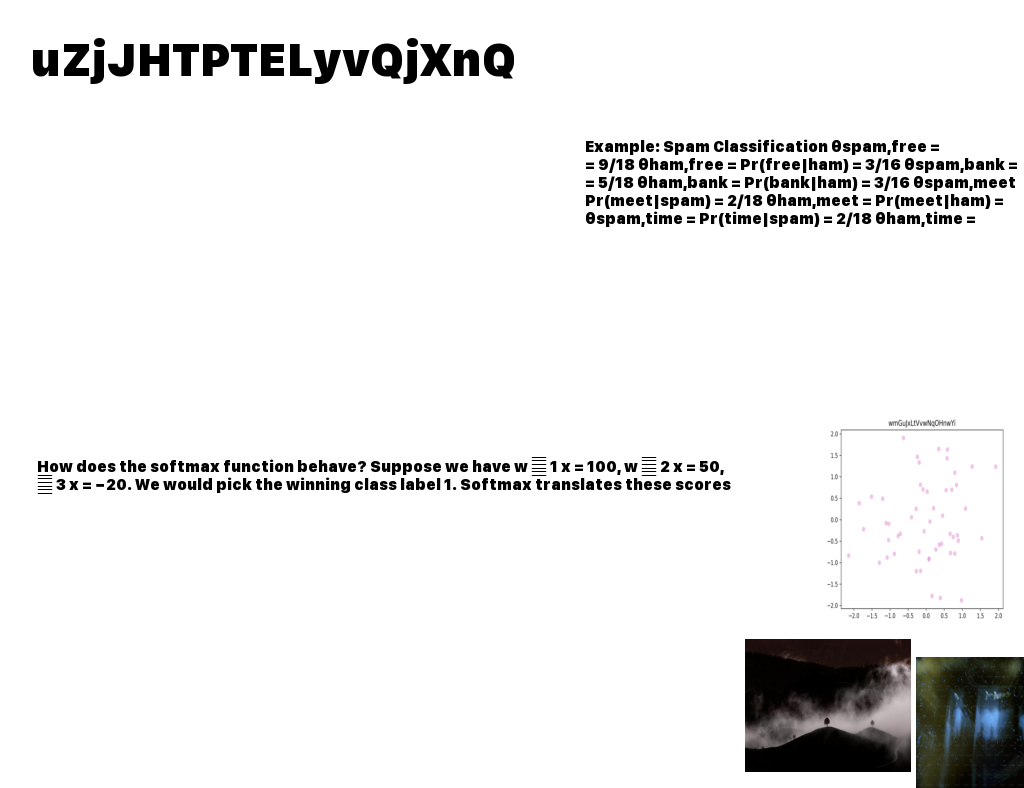 uZjJHTPTELyvQjXnQ
Example: Spam Classification θspam,free =
= 9/18 θham,free = Pr(free|ham) = 3/16 θspam,bank =
= 5/18 θham,bank = Pr(bank|ham) = 3/16 θspam,meet
Pr(meet|spam) = 2/18 θham,meet = Pr(meet|ham) =
θspam,time = Pr(time|spam) = 2/18 θham,time =
wmGuJxLtVvwNqOHnwYi
2.0
1.5
1.0
0.5
0.0
−0.5
−1.0
−1.5
−2.0
−2.0 −1.5 −1.0 −0.5 0.0 0.5 1.0 1.5 2.0
How does the softmax function behave? Suppose we have w 1 x = 100, w 2 x = 50,
3 x = −20. We would pick the winning class label 1. Softmax translates these scores